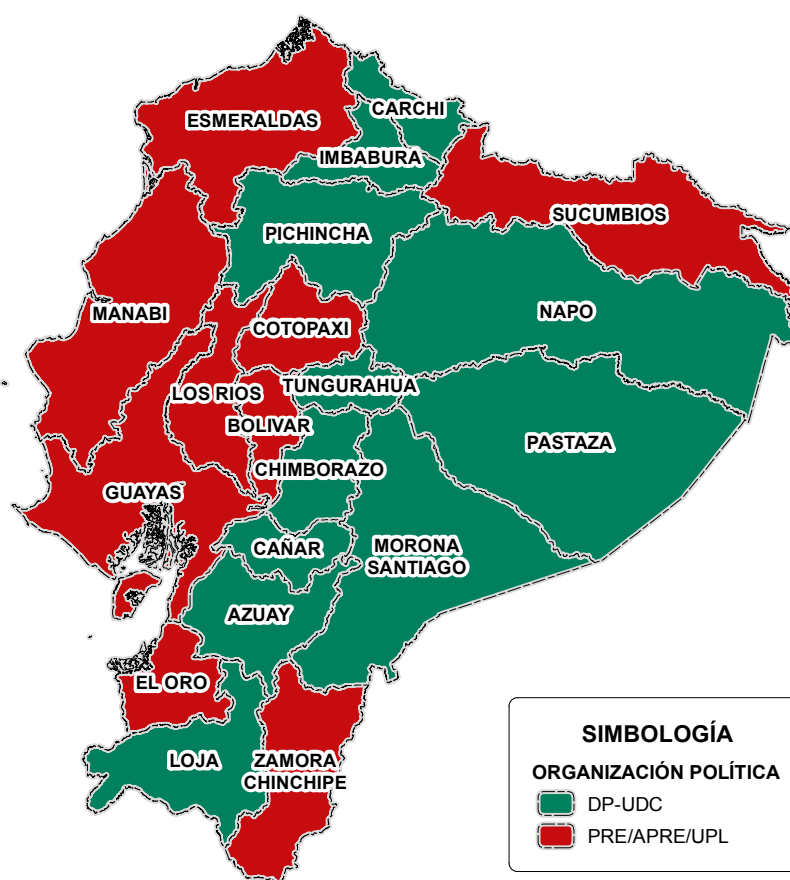 CARCHI
ESMERALDAS
IMBABURA
SUCUMBIOS
PICHINCHA
NAPO
MANABI
COTOPAXI
TUNGURAHUA
LOS RIOS
BOLIVAR
PASTAZA
CHIMBORAZO
GUAYAS
CAÑAR
MORONA
SANTIAGO
AZUAY
EL ORO
LOJA
ZAMORA
CHINCHIPE
SIMBOLOGÍA
ORGANIZACIÓN POLÍTICA
DP-UDC
PRE/APRE/UPL